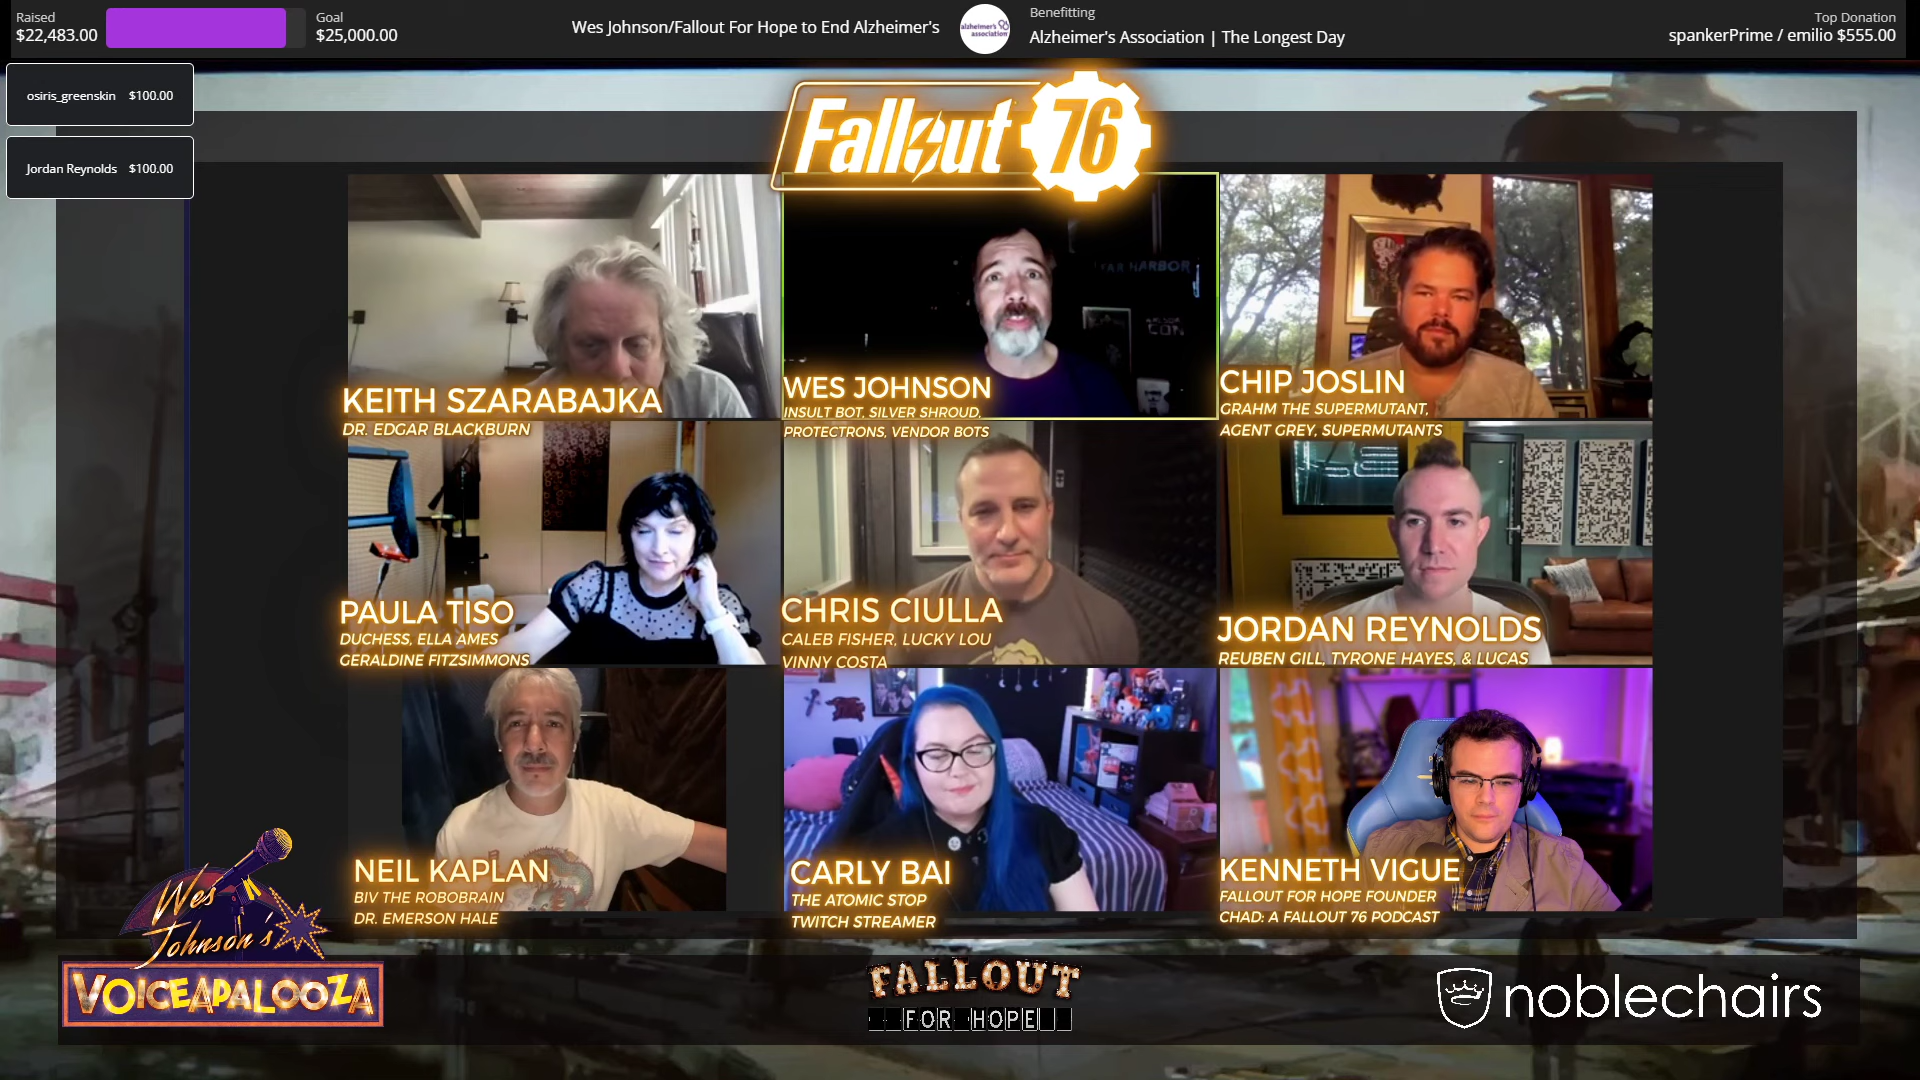 Raised
$22,483.00
Goal
$25,000.00
Wes Johnson/Fallout For Hope to End Alzheimer's
alzheimer's
association
Benefitting
Alzheimer's Association | The Longest Day
Top Donation
spankerPrime / emilio $555.00
osiris_greenskin $100.00
Jordan Reynolds $100.00
Fallout 76
KEITH SZARABAJKA
DR. EDGAR BLACKBURN
FAR HARBOR
CON
WES JOHNSON
INSULT BOT, SILVER SHROUD,
PROTECTRONS, VENDOR BOTS
CHIP JOSLIN
GRAHM THE SUPERMUTANT,
AGENT GREY, SUPERMUTANTS
PAULA TISO
DUCHESS, ELLA AMES
GERALDINE FITZSIMMONS
CHRIS CIULLA
CALEB FISHER, LUCKY LOU
VINNY COSTA
JORDAN REYNOLDS
REUBEN GILL, TYRONE HAYES, & LUCAS
NEIL KAPLAN
BIV THE ROBOBRAIN
DR. EMERSON HALE
CARLY BAI
THE ATOMIC STOP
TWITCH STREAMER
KENNETH VIGUE
FALLOUT FOR HOPE FOUNDER
CHAD: A FALLOUT 76 PODCAST
Wes
Johnson's
VOICEAPALOOZA
FALLOUT
FOR HOPE
noblechairs